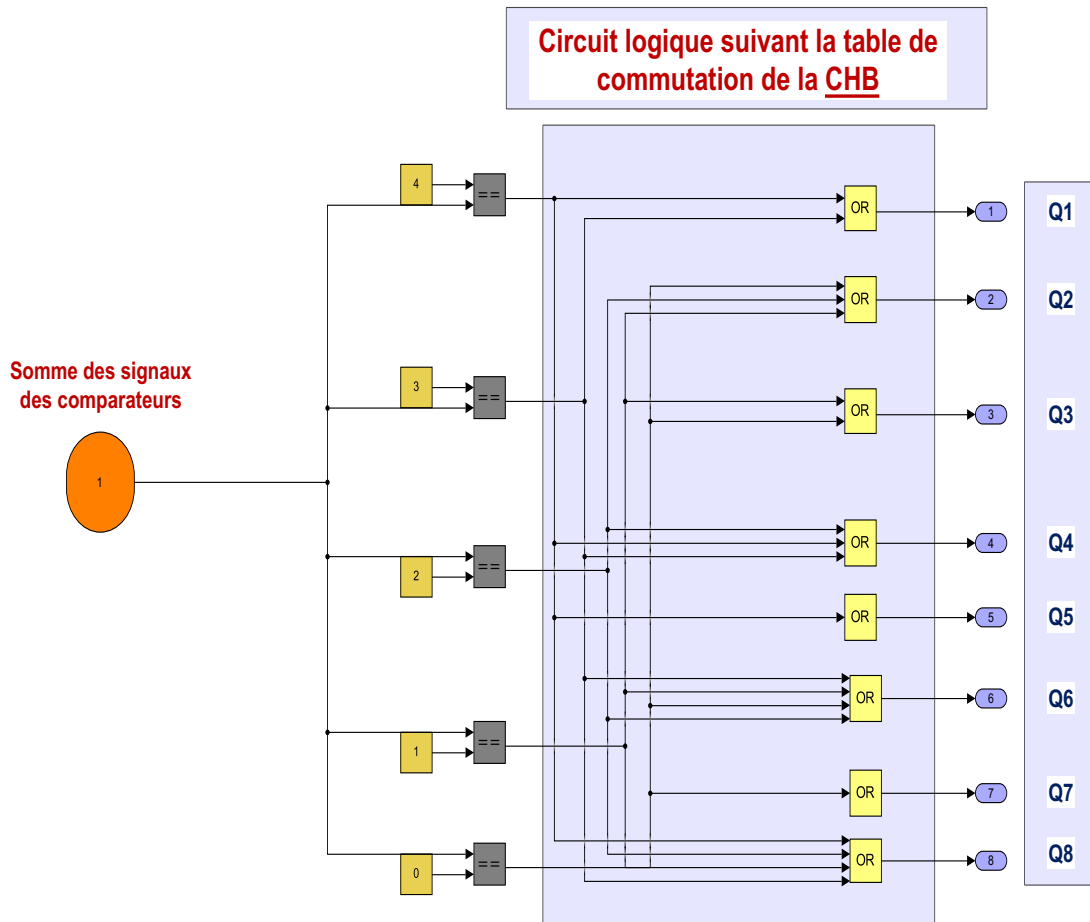 Circuit logique suivant la table de
commutation de la CHB
4
==
OR
1
Q1
OR
2
Q2
Somme des signaux
des comparateurs
3
==
OR
3
Q3
1
2
==
OR
4
Q4
OR
5
Q5
OR
6
Q6
1
==
OR
7
Q7
0
==
OR
8
Q8